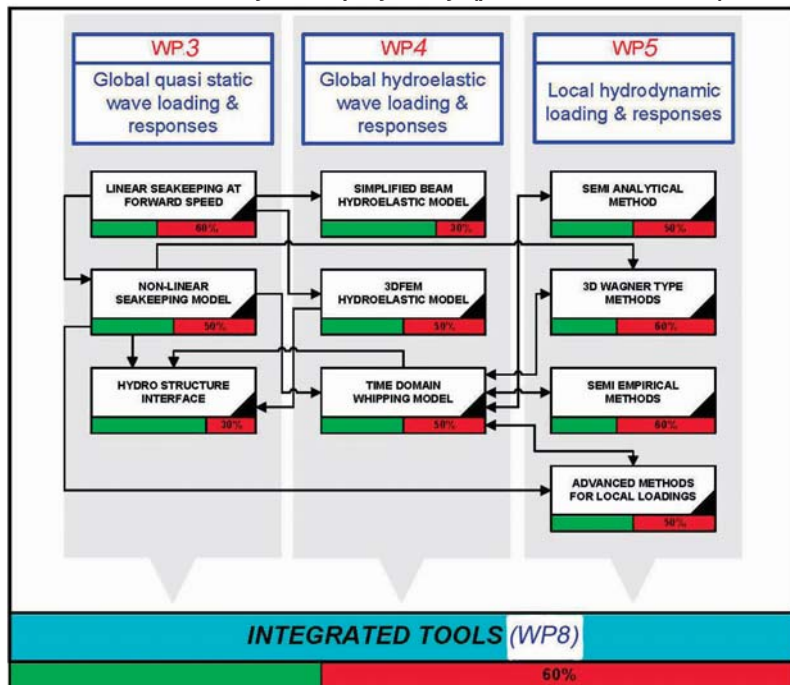 WP.3
Global quasi static
wave loading &
responses
WP4
Global hydroelastic
wave loading &
responses
WP5
Local hydrodynamic
loading & responses
LINEAR SEAKEEPING AT
FORWARD SPEED
60%
SIMPLIFIED BEAM
HYDROELASTIC MODEL
30%
SEMI ANALYTICAL
METHOD
50%
NON-LINEAR
SEAKEEPING MODEL
50%
3DFEM
HYDROELASTIC MODEL
50%
3D WAGNER TYPE
METHODS
60%
HYDRO STRUCTURE
INTERFACE
30%
TIME DOMAIN
WHIPPING MODEL
50%
SEMI EMPIRICAL
METHODS
60%
ADVANCED METHODS
FOR LOCAL LOADINGS
50%
INTEGRATED TOOLS (WP8)
60%